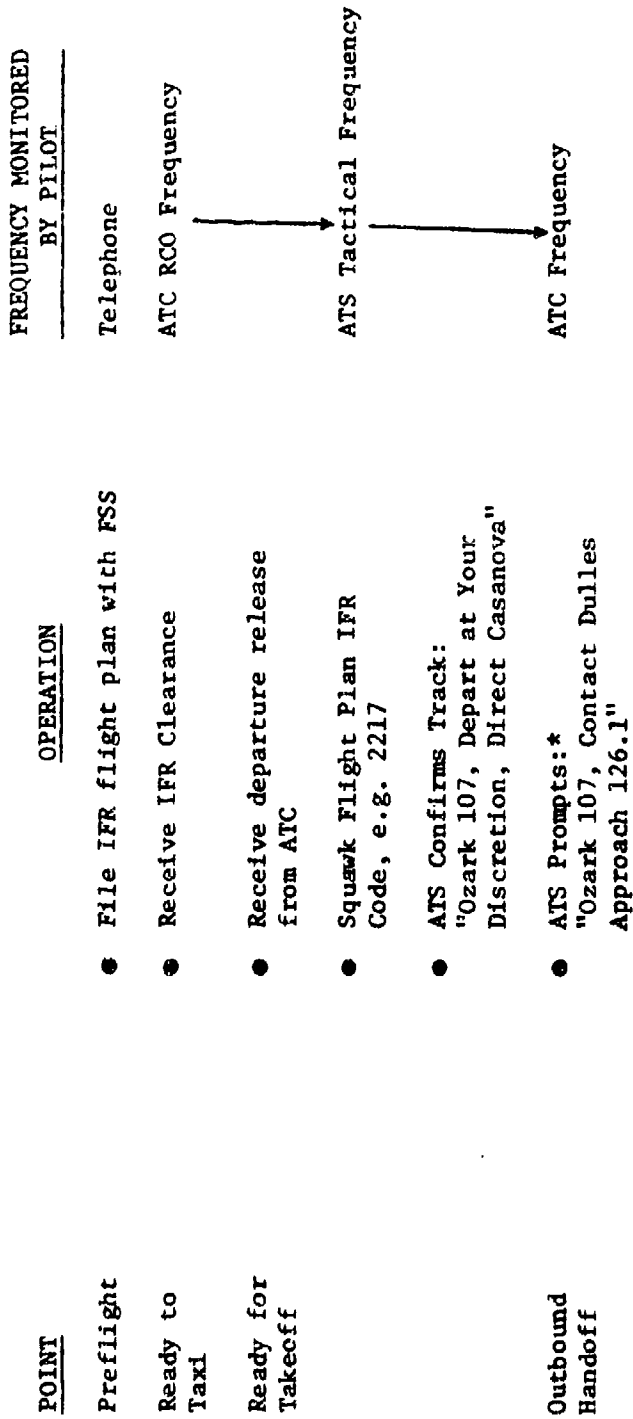 POINT
OPERATION
FREQUENCY MONITORED
BY PILOT
Preflight
● File IFR flight plan with FSS
Telephone
Ready to
Taxi
● Receive IFR Clearance
ATC RCO Frequency
Ready for
Takeoff
● Receive departure release
from ATC
● Squawk Flight Plan IFR
Code, e.g. 2217
ATS Tactical Frequency
● ATS Confirms Track:
"Ozark 107, Depart at Your
Discretion, Direct Casanova"
Outbound
Handoff
● ATS Prompts:*
"Ozark 107, Contact Dulles
Approach 126.1"
ATC Frequency